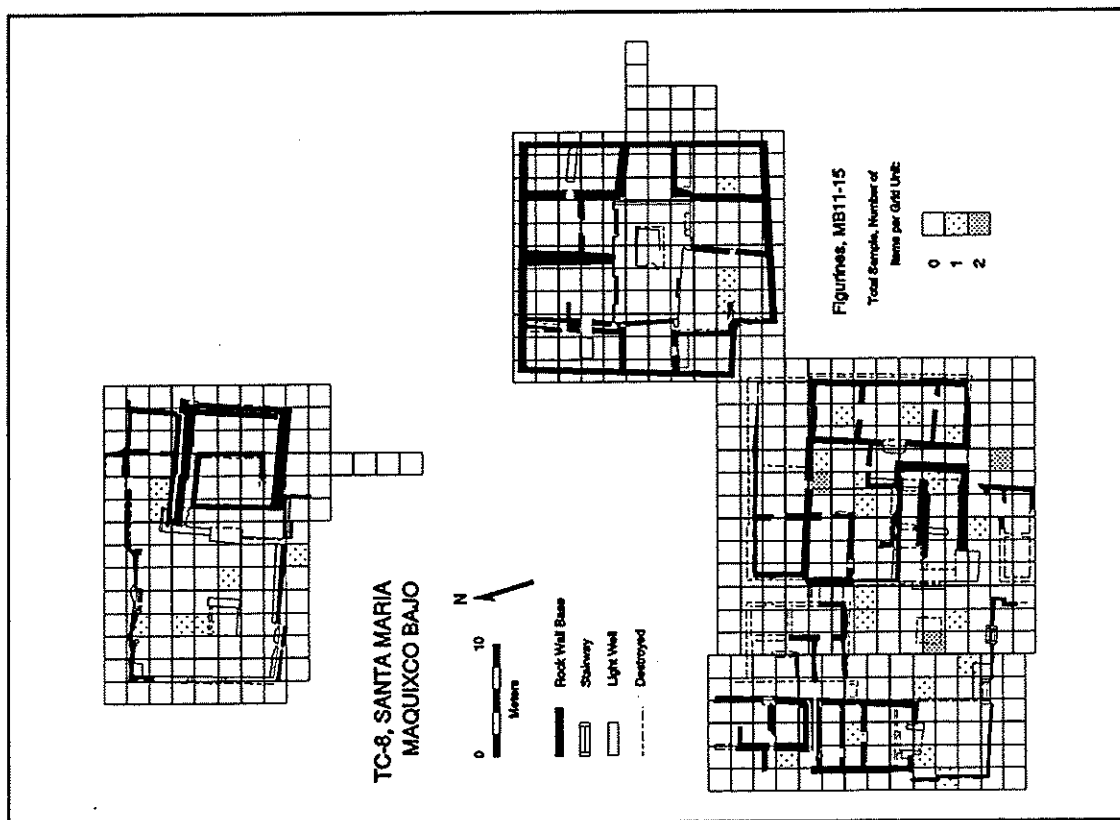 TC-8, SANTA MARIA
MAQUIXCO BAJO
N
0 10
Meters
Rock Wall Base
Stairway
Light Well
Destroyed
Figurines, MB11-15
Total Sample, Number of
Items per Grid Unit:
0
1
2